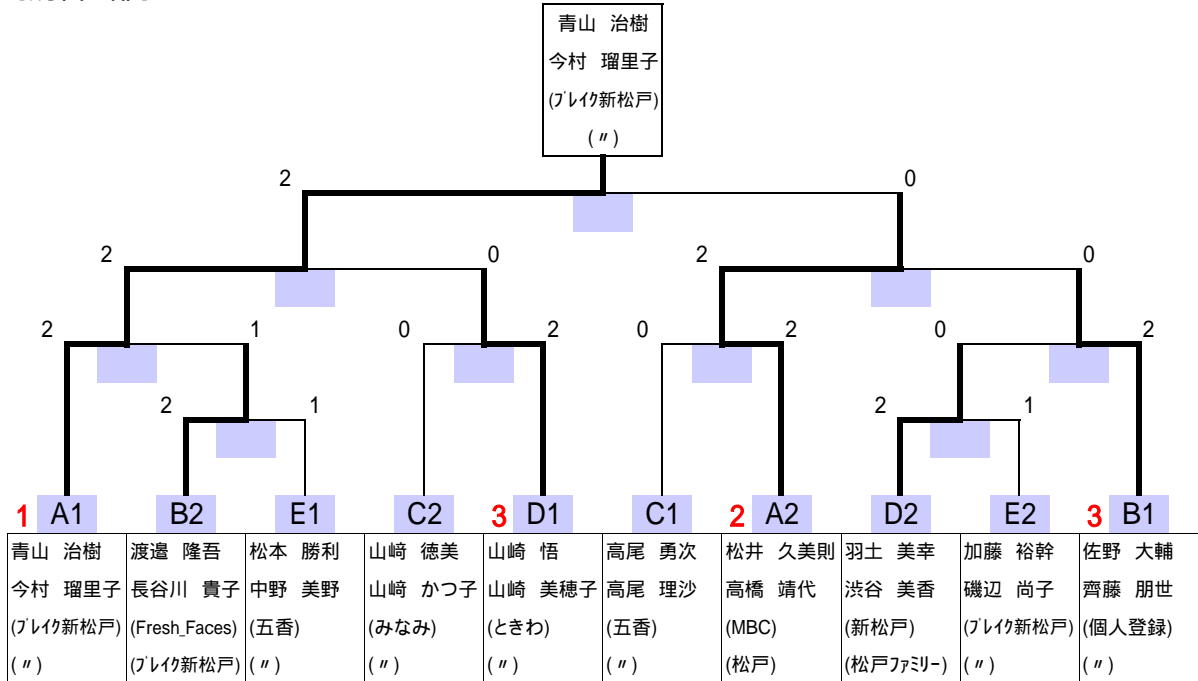 青山 治樹
今村 瑠里子
(ブレイク新松戸)
(〃)
2 0
2 0 2 0
2 1 0 2 0 2 0 2
2 1 2 1
1 A1 B2 E1 C2 3 D1 C1 2 A2 D2 E2 3 B1
青山 治樹 渡邉 隆吾 松本 勝利 山﨑 徳美 山崎 悟 高尾 勇次 松井 久美則 羽土 美幸 加藤 裕幹 佐野 大輔
今村 瑠里子 長谷川 貴子 中野 美野 山﨑 かつ子 山崎 美穂子 高尾 理沙 高橋 靖代 渋谷 美香 磯辺 尚子 齊藤 朋世
(ブレイク新松戸) (Fresh_Faces) (五香) (みなみ) (ときわ) (五香) (MBC) (新松戸) (ブレイク新松戸) (個人登録)
(〃) (ブレイク新松戸) (〃) (〃) (〃) (〃) (松戸) (松戸ファミリー) (〃) (〃)